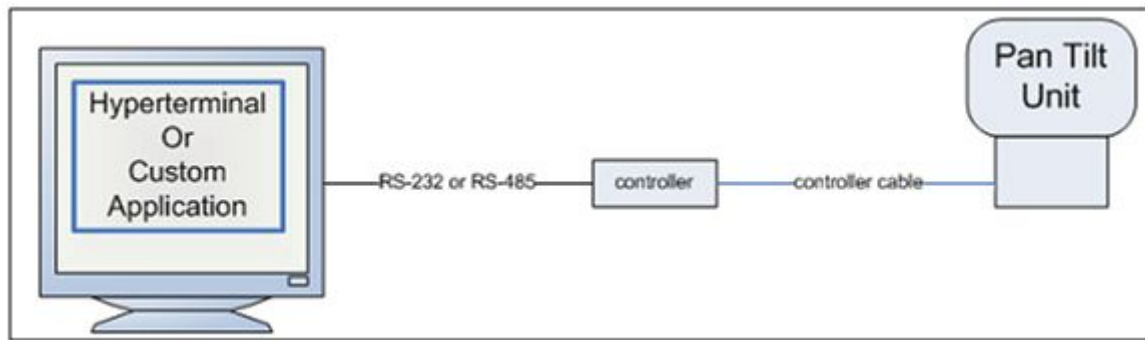 Hyperterminal
Or
Custom
Application
RS-232 or RS-485
controller
controller cable
Pan Tilt
Unit